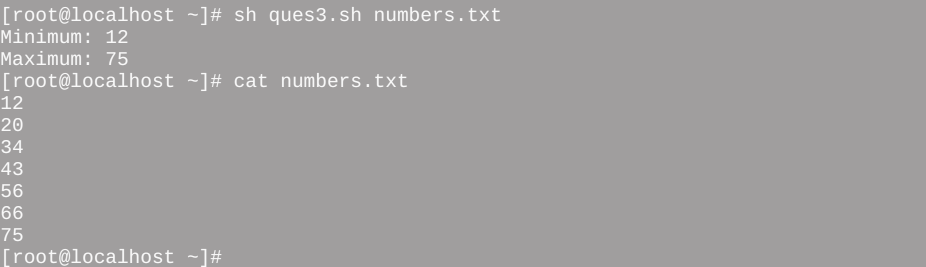 [root@localhost ~]# sh ques3.sh numbers.txt
Minimum: 12
Maximum: 75
[root@localhost ~]# cat numbers.txt
12
20
34
43
56
66
75
[root@localhost ~]#